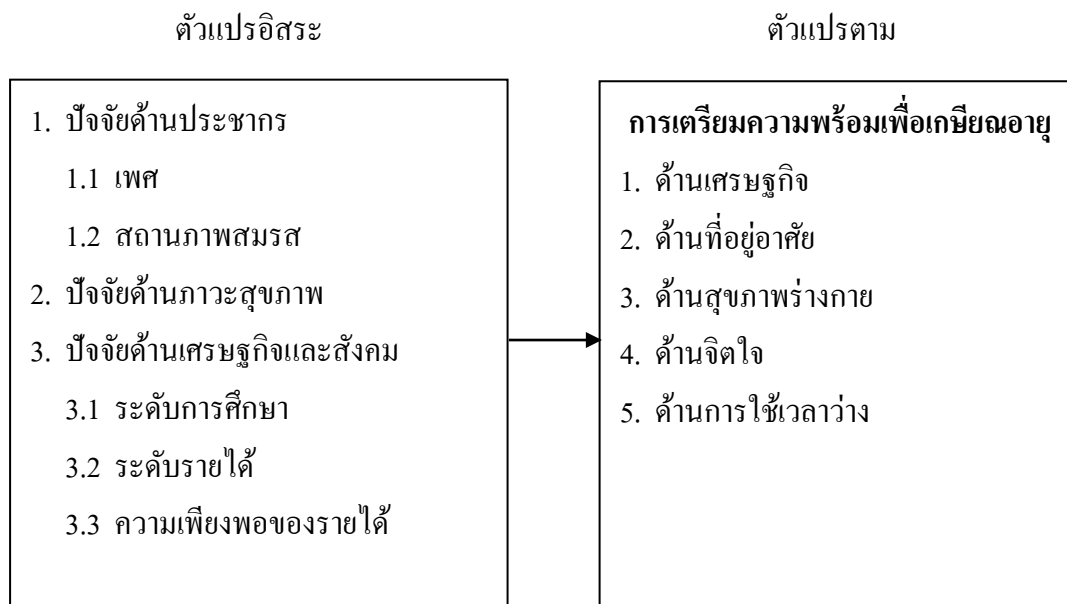 ตัวแปรอิสระ
1. ปัจจัยด้านประชากร
1.1 เพศ
1.2 สถานภาพสมรส
2. ปัจจัยด้านภาวะสุขภาพ
3. ปัจจัยด้านเศรษฐกิจและสังคม
3.1 ระดับการศึกษา
3.2 ระดับรายได้
3.3 ความเพียงพอของรายได้
ตัวแปรตาม
การเตรียมความพร้อมเพื่อเกษียณอายุ
1. ด้านเศรษฐกิจ
2. ด้านที่อยู่อาศัย
3. ด้านสุขภาพร่างกาย
4. ด้านจิตใจ
5. ด้านการใช้เวลาว่าง